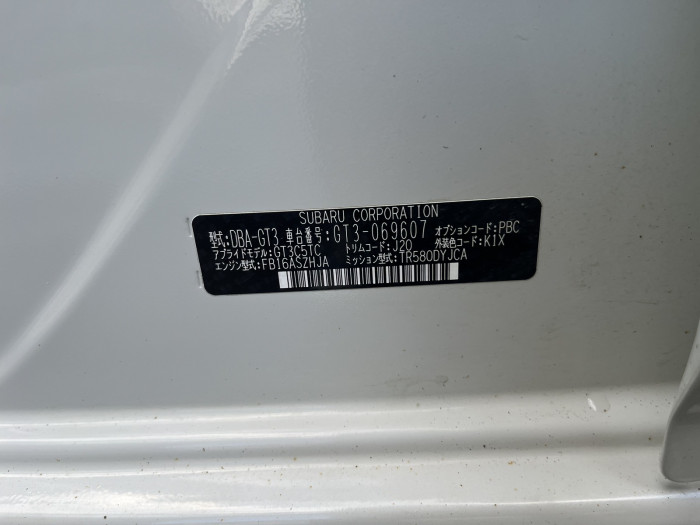 SUBARU CORPORATION
型式:DBA-GT3 車台番号:GT3-069607 オプションコード:PBC
アプライドモデル:GT3C5TC トリムコード:J20 外装色コード:K1X
エンジン型式:FB16ASZHJA ミッション型式:TR580DYJCA